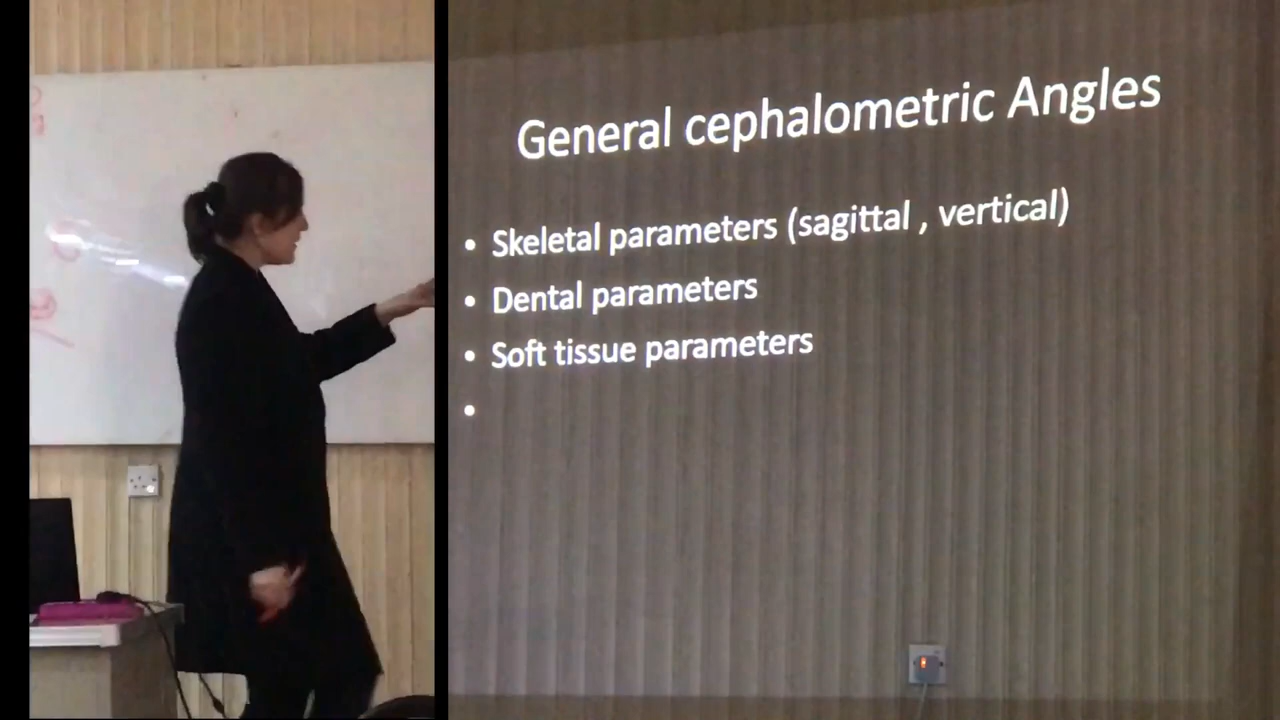 General cephalometric Angles
• Skeletal parameters (sagittal , vertical)
• Dental parameters
• Soft tissue parameters
•